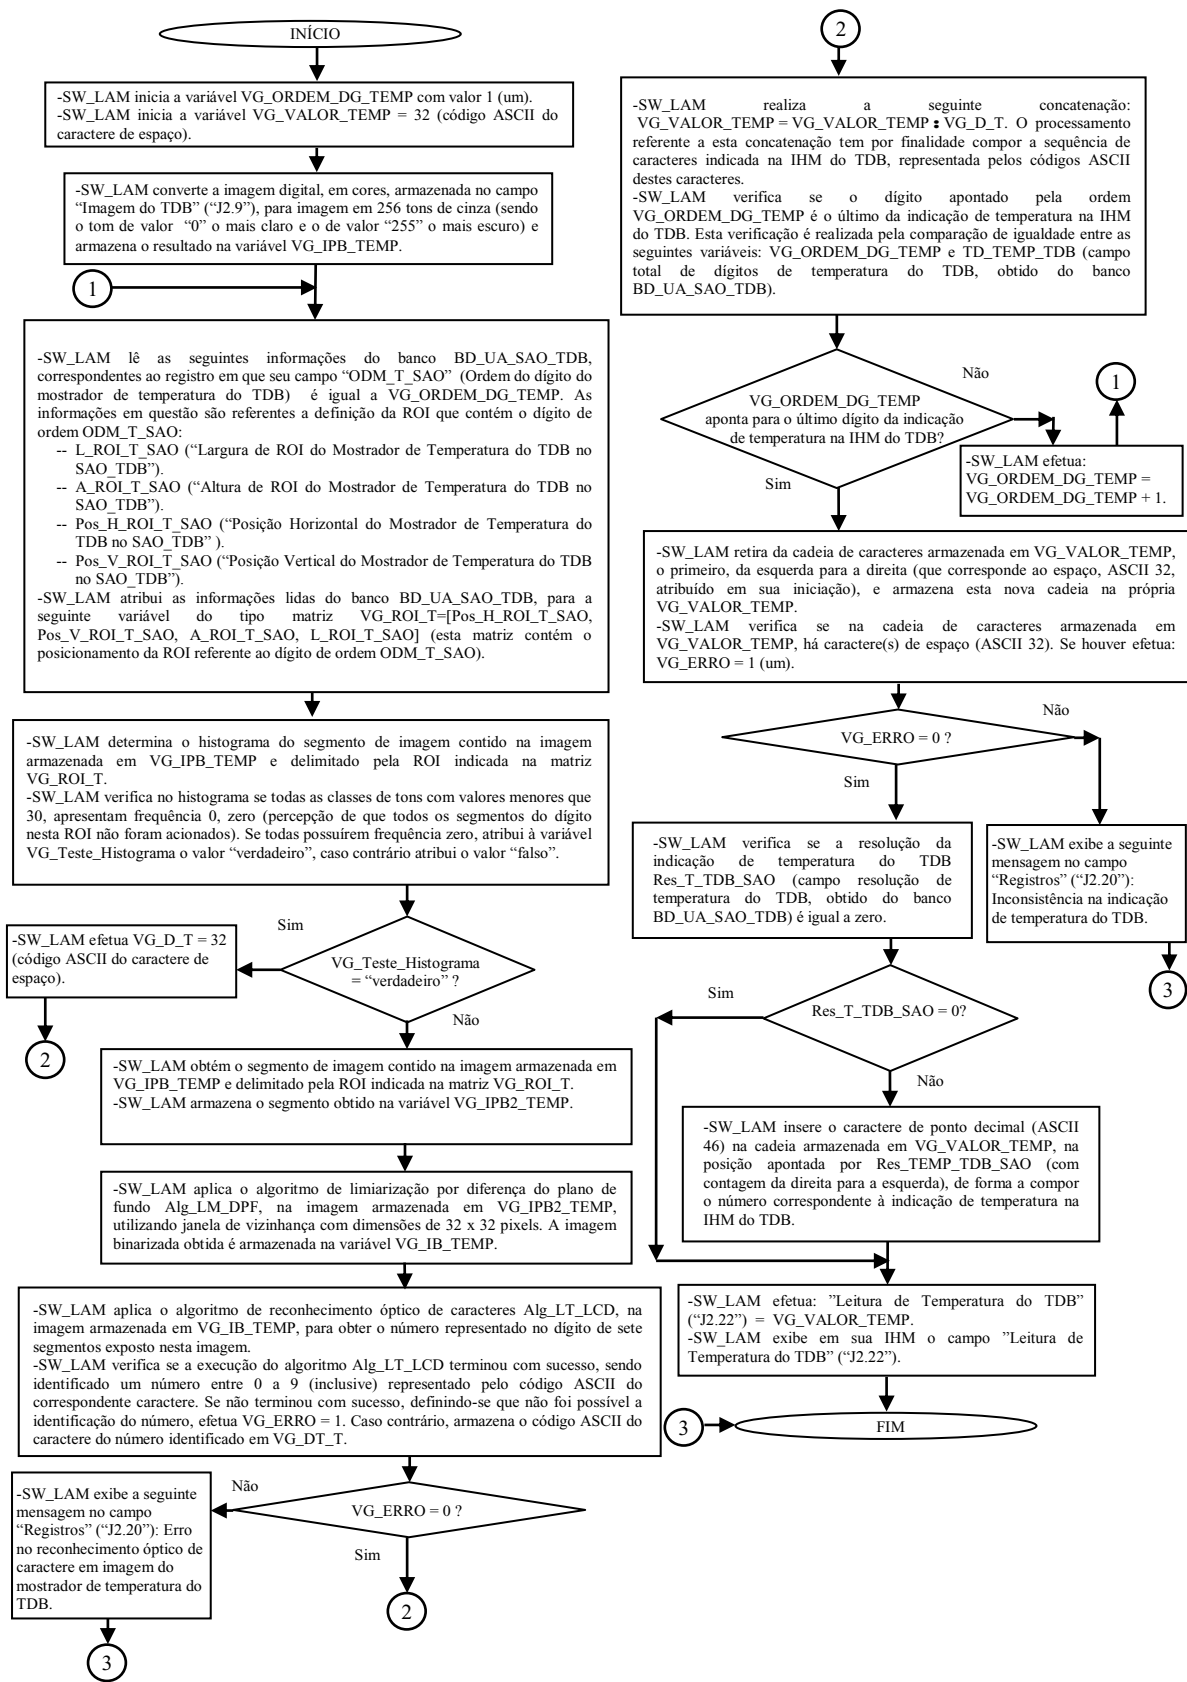 INÍCIO
-SW_LAM inicia a variável VG_ORDEM_DG_TEMP com valor 1 (um).
-SW_LAM inicia a variável VG_VALOR_TEMP = 32 (código ASCII do
caractere de espaço).
-SW_LAM converte a imagem digital, em cores, armazenada no campo
“Imagem do TDB” (“J2.9”), para imagem em 256 tons de cinza (sendo
o tom de valor “0” o mais claro e o de valor “255” o mais escuro) e
armazena o resultado na variável VG_IPB_TEMP.
1
-SW_LAM lê as seguintes informações do banco BD_UA_SAO_TDB,
correspondentes ao registro em que seu campo “ODM_T_SAO” (Ordem do dígito do
mostrador de temperatura do TDB) é igual a VG_ORDEM_DG_TEMP. As
informações em questão são referentes a definição da ROI que contém o dígito de
ordem ODM_T_SAO:
-- L_ROI_T_SAO (“Largura de ROI do Mostrador de Temperatura do TDB no
SAO_TDB”).
-- A_ROI_T_SAO (“Altura de ROI do Mostrador de Temperatura do TDB no
SAO_TDB”).
-- Pos_H_ROI_T_SAO (“Posição Horizontal do Mostrador de Temperatura do
TDB no SAO_TDB” ).
-- Pos_V_ROI_T_SAO (“Posição Vertical do Mostrador de Temperatura do TDB
no SAO_TDB”).
-SW_LAM atribui as informações lidas do banco BD_UA_SAO_TDB, para a
seguinte variável do tipo matriz VG_ROI_T=[Pos_H_ROI_T_SAO,
Pos_V_ROI_T_SAO, A_ROI_T_SAO, L_ROI_T_SAO] (esta matriz contém o
posicionamento da ROI referente ao dígito de ordem ODM_T_SAO).
-SW_LAM determina o histograma do segmento de imagem contido na imagem
armazenada em VG_IPB_TEMP e delimitado pela ROI indicada na matriz
VG_ROI_T.
-SW_LAM verifica no histograma se todas as classes de tons com valores menores que
30, apresentam frequência 0, zero (percepção de que todos os segmentos do dígito
nesta ROI não foram acionados). Se todas possuírem frequência zero, atribui à variável
VG_Teste_Histograma o valor “verdadeiro”, caso contrário atribui o valor “falso”.
Sim
VG_Teste_Histograma
= “verdadeiro” ?
-SW_LAM efetua VG_D_T = 32
(código ASCII do caractere de
espaço).
Não
2
-SW_LAM obtém o segmento de imagem contido na imagem armazenada em
VG_IPB_TEMP e delimitado pela ROI indicada na matriz VG_ROI_T.
-SW_LAM armazena o segmento obtido na variável VG_IPB2_TEMP.
-SW_LAM aplica o algoritmo de limiarização por diferença do plano de
fundo Alg_LM_DPF, na imagem armazenada em VG_IPB2_TEMP,
utilizando janela de vizinhança com dimensões de 32 x 32 pixels. A imagem
binarizada obtida é armazenada na variável VG_IB_TEMP.
-SW_LAM aplica o algoritmo de reconhecimento óptico de caracteres Alg_LT_LCD, na
imagem armazenada em VG_IB_TEMP, para obter o número representado no dígito de sete
segmentos exposto nesta imagem.
-SW_LAM verifica se a execução do algoritmo Alg_LT_LCD terminou com sucesso, sendo
identificado um número entre 0 a 9 (inclusive) representado pelo código ASCII do
correspondente caractere. Se não terminou com sucesso, definindo-se que não foi possível a
identificação do número, efetua VG_ERRO = 1. Caso contrário, armazena o código ASCII do
caractere do número identificado em VG_DT_T.
Não
VG_ERRO = 0 ?
-SW_LAM exibe a seguinte
mensagem no campo
“Registros” (“J2.20”): Erro
no reconhecimento óptico de
caractere em imagem do
mostrador de temperatura do
TDB.
Sim
2
3
2
-SW_LAM realiza a seguinte concatenação:
VG_VALOR_TEMP = VG_VALOR_TEMP : VG_D_T. O processamento
referente a esta concatenação tem por finalidade compor a sequência de
caracteres indicada na IHM do TDB, representada pelos códigos ASCII
destes caracteres.
-SW_LAM verifica se o dígito apontado pela ordem
VG_ORDEM_DG_TEMP é o último da indicação de temperatura na IHM
do TDB. Esta verificação é realizada pela comparação de igualdade entre as
seguintes variáveis: VG_ORDEM_DG_TEMP e TD_TEMP_TDB (campo
total de dígitos de temperatura do TDB, obtido do banco
BD_UA_SAO_TDB).
Não
1
VG_ORDEM_DG_TEMP
aponta para o último dígito da indicação
de temperatura na IHM do TDB?
-SW_LAM efetua:
VG_ORDEM_DG_TEMP =
VG_ORDEM_DG_TEMP + 1.
Sim
-SW_LAM retira da cadeia de caracteres armazenada em VG_VALOR_TEMP,
o primeiro, da esquerda para a direita (que corresponde ao espaço, ASCII 32,
atribuído em sua iniciação), e armazena esta nova cadeia na própria
VG_VALOR_TEMP.
-SW_LAM verifica se na cadeia de caracteres armazenada em
VG_VALOR_TEMP, há caractere(s) de espaço (ASCII 32). Se houver efetua:
VG_ERRO = 1 (um).
Não
VG_ERRO = 0 ?
Sim
-SW_LAM verifica se a resolução da
indicação de temperatura do TDB
Res_T_TDB_SAO (campo resolução de
temperatura do TDB, obtido do banco
BD_UA_SAO_TDB) é igual a zero.
-SW_LAM exibe a seguinte
mensagem no campo
“Registros” (“J2.20”):
Inconsistência na indicação
de temperatura do TDB.
3
Sim
Res_T_TDB_SAO = 0?
Não
-SW_LAM insere o caractere de ponto decimal (ASCII
46) na cadeia armazenada em VG_VALOR_TEMP, na
posição apontada por Res_TEMP_TDB_SAO (com
contagem da direita para a esquerda), de forma a compor
o número correspondente à indicação de temperatura na
IHM do TDB.
-SW_LAM efetua: ”Leitura de Temperatura do TDB”
(“J2.22”) = VG_VALOR_TEMP.
-SW_LAM exibe em sua IHM o campo ”Leitura de
Temperatura do TDB” (“J2.22”).
3
FIM